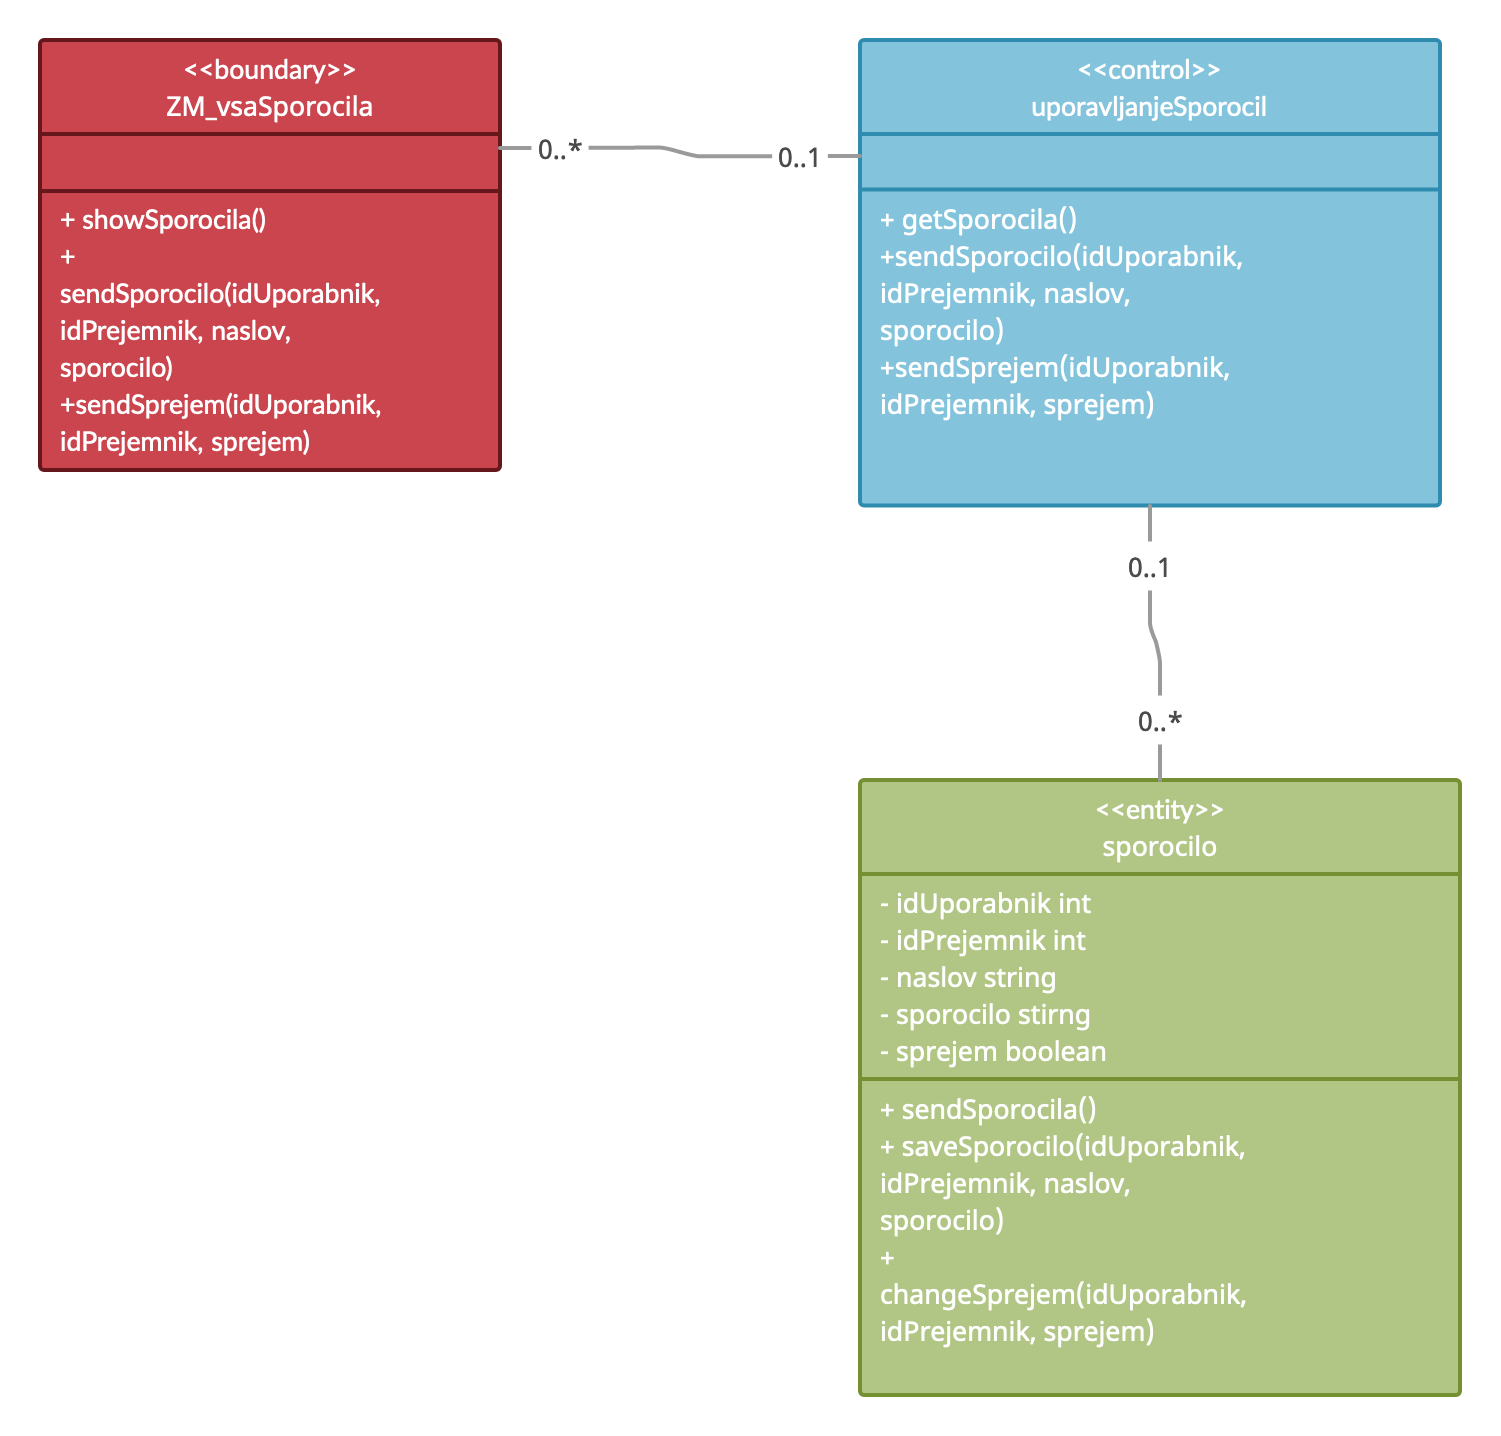 <<boundary>>
ZM_vsaSporocila
+ showSporocila()
+
sendSporocilo(idUporabnik,
idPrejemnik, naslov,
sporocilo)
+sendSprejem(idUporabnik,
idPrejemnik, sprejem)
0..*
0..1
<<control>>
uporavljanjeSporocil
+ getSporocila()
+sendSporocilo(idUporabnik,
idPrejemnik, naslov,
sporocilo)
+sendSprejem(idUporabnik,
idPrejemnik, sprejem)
0..1
0..*
<<entity>>
sporocilo
- idUporabnik int
- idPrejemnik int
- naslov string
- sporocilo stirng
- sprejem boolean
+ sendSporocila()
+ saveSporocilo(idUporabnik,
idPrejemnik, naslov,
sporocilo)
+
changeSprejem(idUporabnik,
idPrejemnik, sprejem)